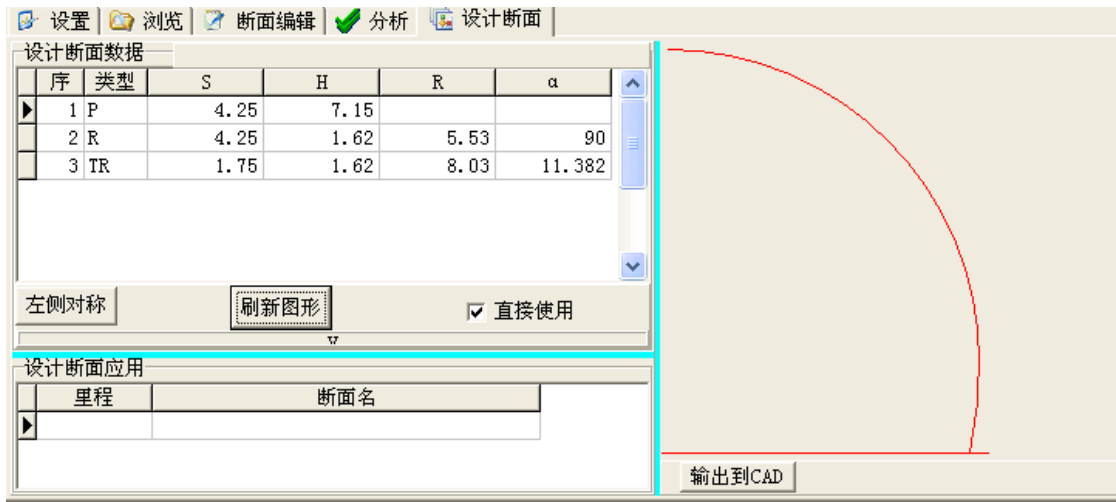 设置 浏览 断面编辑 分析 设计断面
设计断面数据
序 类型 S H R α
1 P 4.25 7.15
2 R 4.25 1.62 5.53 90
3 TR 1.75 1.62 8.03 11.382
左侧对称 刷新图形 直接使用
设计断面应用
里程 断面名
输出到CAD